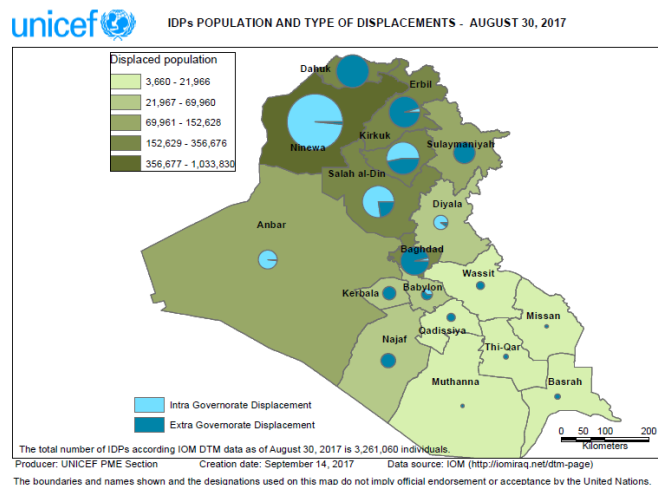 unicef
IDPs POPULATION AND TYPE OF DISPLACEMENTS - AUGUST 30, 2017
Displaced population
3,660 - 21,966
21,967 - 69,960
69,961 - 152,628
152,629 - 356,676
356,677 - 1,033,830
Dahuk
Erbil
Kirkuk
Ninewa
Sulaymaniyah
Salah al-Din
Diyala
Anbar
Baghdad
Wassit
Kerbala
Babylon
Missan
Qadissiya
Najaf
Thi-Qar
Muthanna
Basrah
Intra Governorate Displacement
Extra Governorate Displacement
0 50 100 200
Kilometers
The total number of IDPs according IOM DTM data as of August 30, 2017 is 3,261,060 individuals.
Producer: UNICEF PME Section Creation date: September 14, 2017 Data source: IOM (http://iomiraq.net/dtm-page)
The boundaries and names shown and the designations used on this map do not imply official endorsement or acceptance by the United Nations.